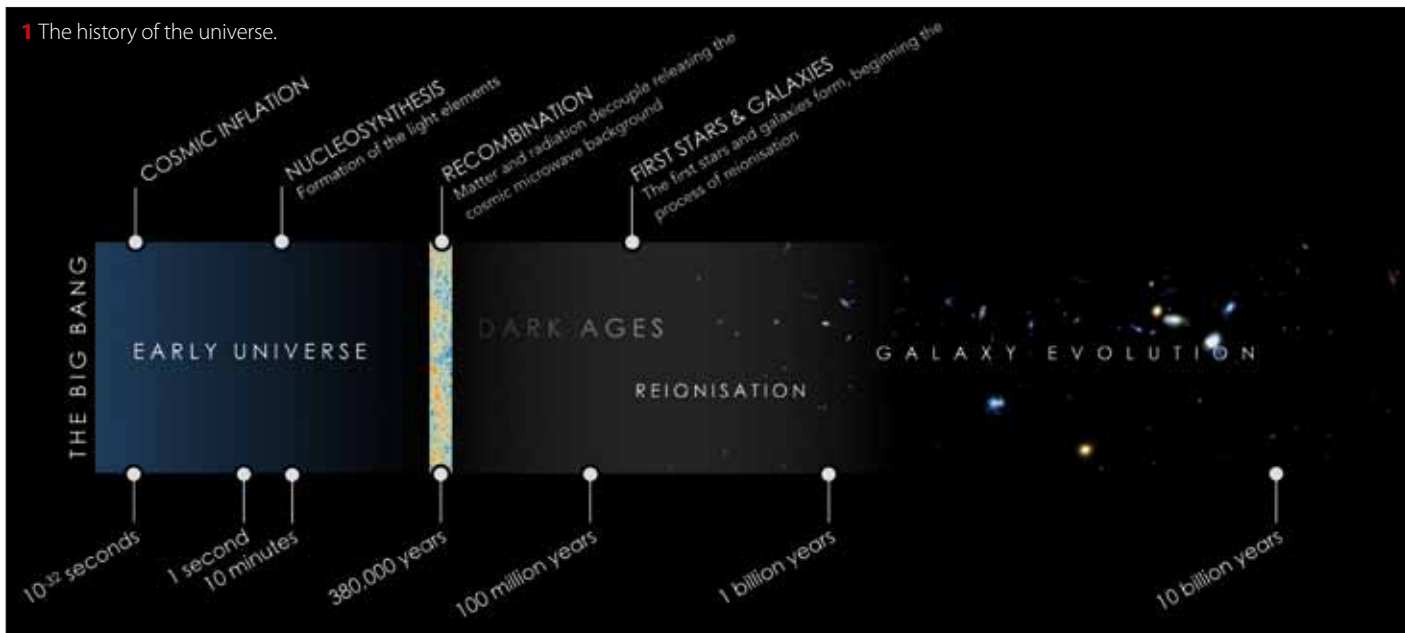 1 The history of the universe.
COSMIC INFLATION
NUCLEOSYNTHESIS
Formation of the light elements
RECOMBINATION
Matter and radiation decouple releasing the
cosmic microwave background
FIRST STARS & GALAXIES
The first stars and galaxies form, beginning the
process of reionisation
THE BIG BANG
EARLY UNIVERSE
DARK AGES
REIONISATION
GALAXY EVOLUTION
10-32 seconds
1 second
10 minutes
380,000 years
100 million years
1 billion years
10 billion years